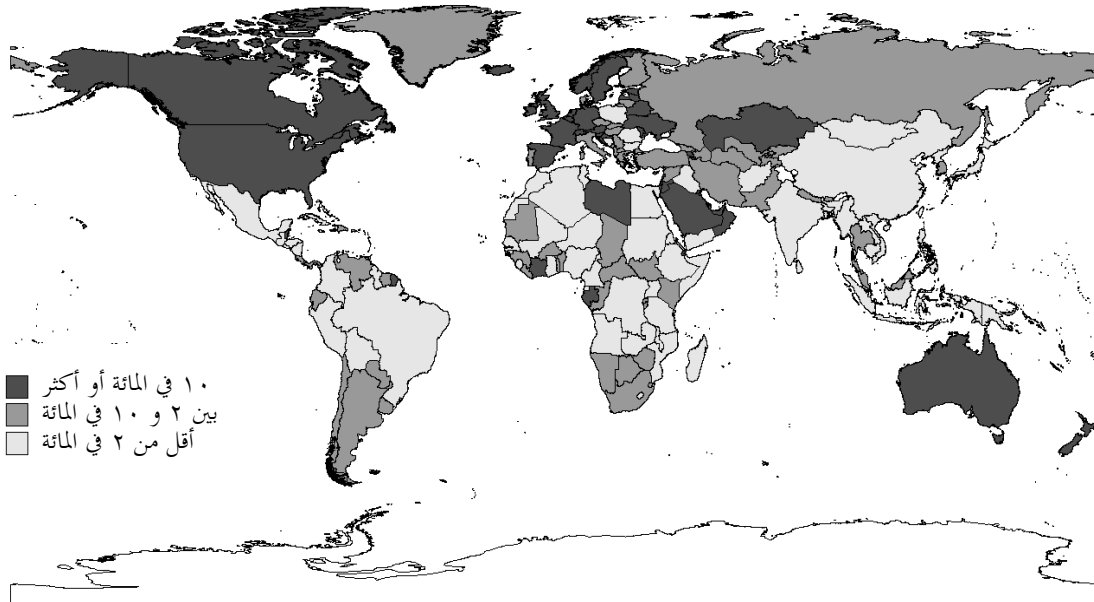 ١٠ في المائة أو أكثر
بين ٢ و ١٠ في المائة
أقل من ٢ في المائة